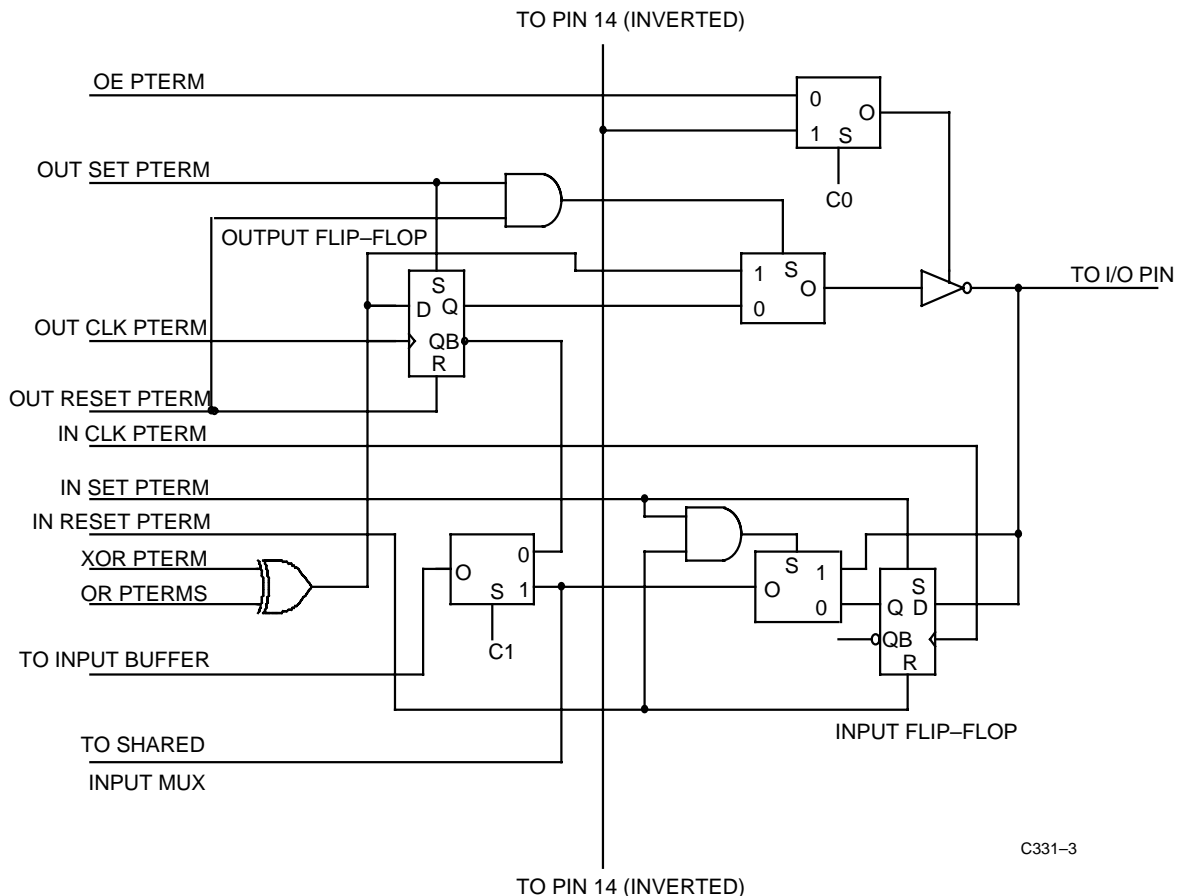 TO PIN 14 (INVERTED)
OE PTERM
0
O
1 S
C0
OUT SET PTERM
OUTPUT FLIP–FLOP
1 S
O
0
TO I/O PIN
S
D Q
OUT CLK PTERM
QB
R
OUT RESET PTERM
IN CLK PTERM
IN SET PTERM
IN RESET PTERM
XOR PTERM
OR PTERMS
0
O
S 1
C1
S 1
O
0
S
Q D
QB
R
TO INPUT BUFFER
INPUT FLIP–FLOP
TO SHARED
INPUT MUX
C331–3
TO PIN 14 (INVERTED)